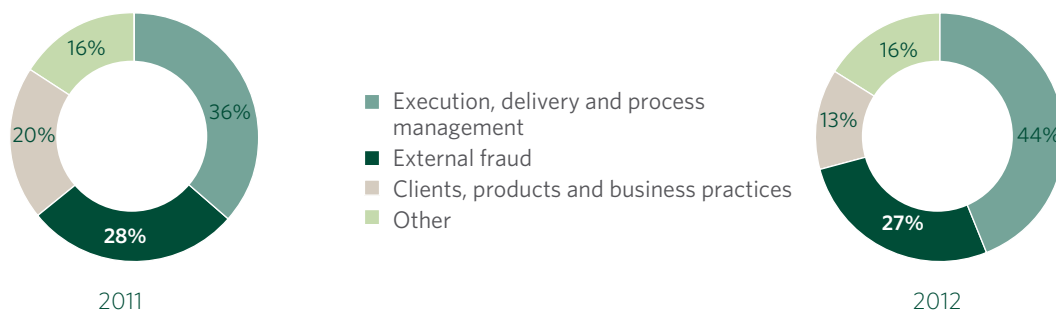 16%
36%
20%
28%
2011
Execution, delivery and process
management
External fraud
Clients, products and business practices
Other
16%
44%
13%
27%
2012